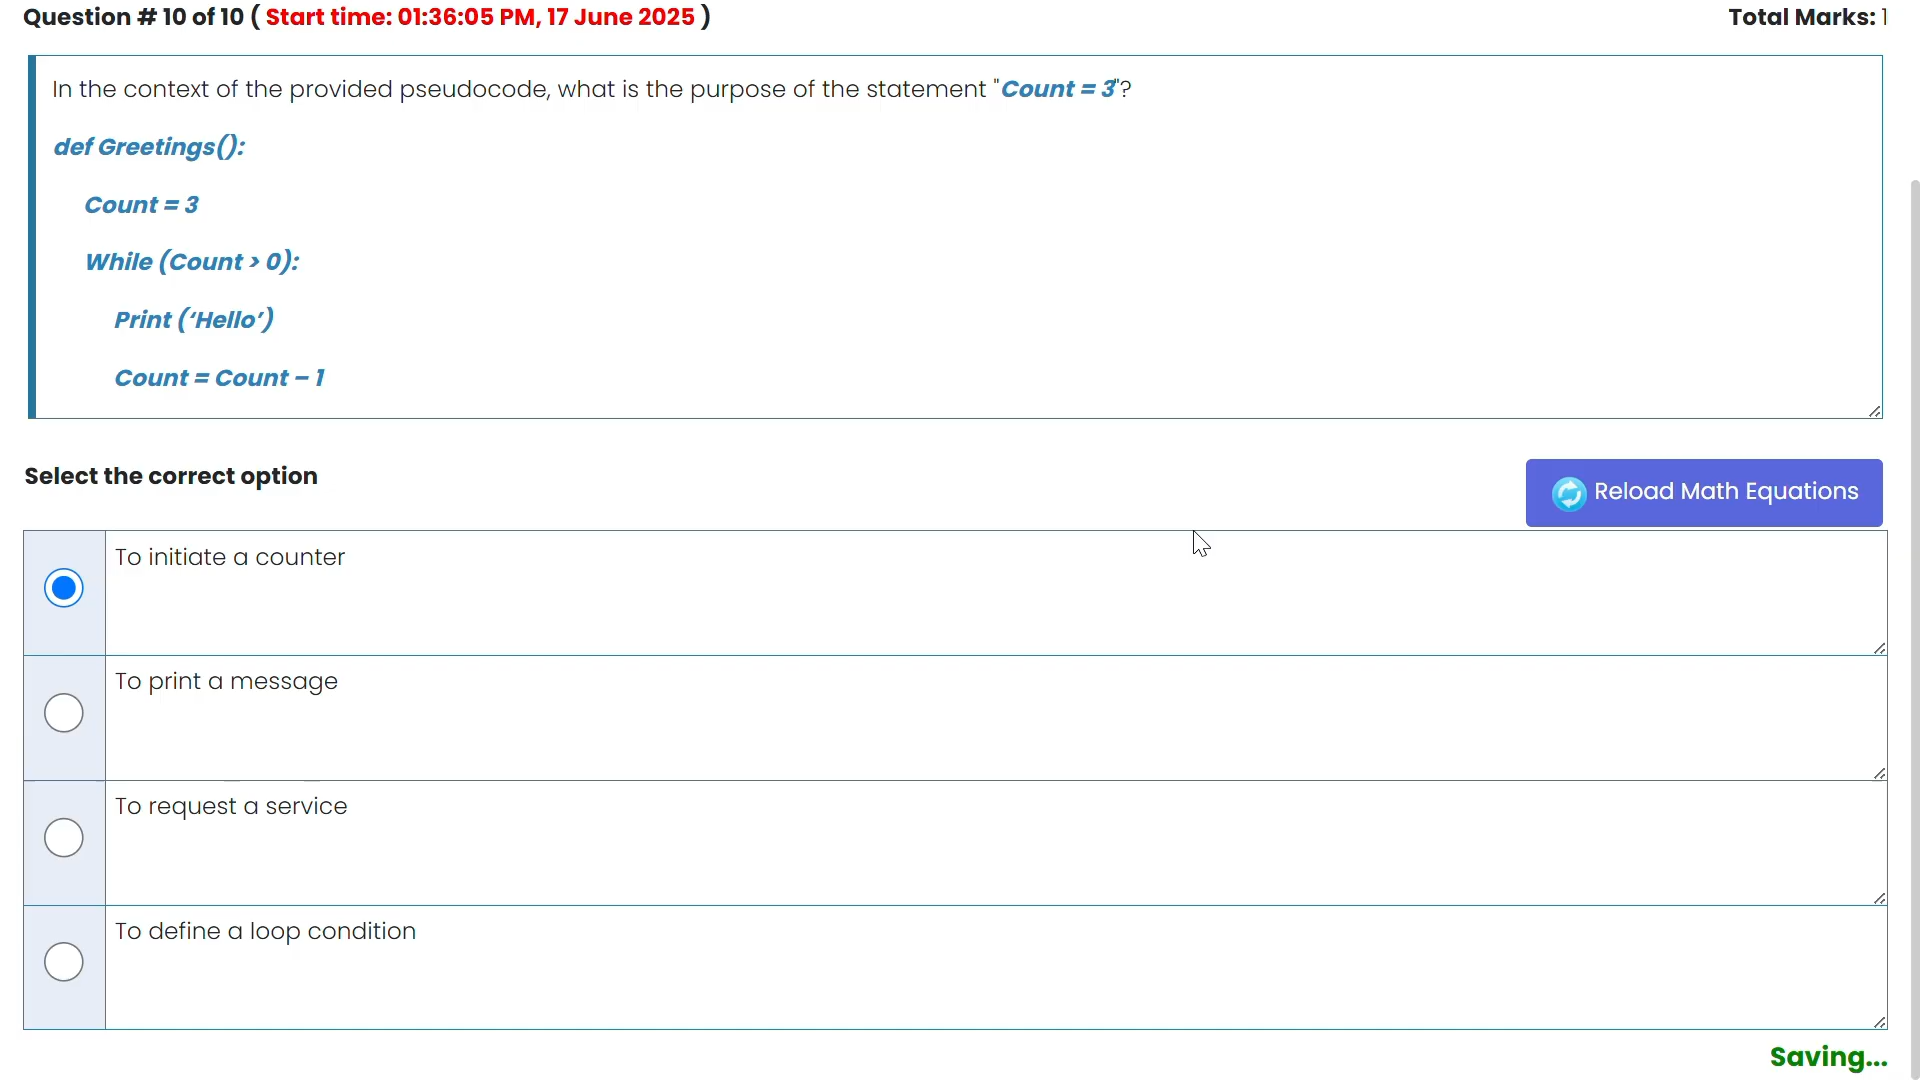 Question # 10 of 10 ( Start time: 01:36:05 PM, 17 June 2025 )
Total Marks: 1
In the context of the provided pseudocode, what is the purpose of the statement "Count = 3"?
def Greetings():
Count = 3
While (Count > 0):
Print (‘Hello’)
Count = Count – 1
Select the correct option
Reload Math Equations
To initiate a counter
To print a message
To request a service
To define a loop condition
Saving...